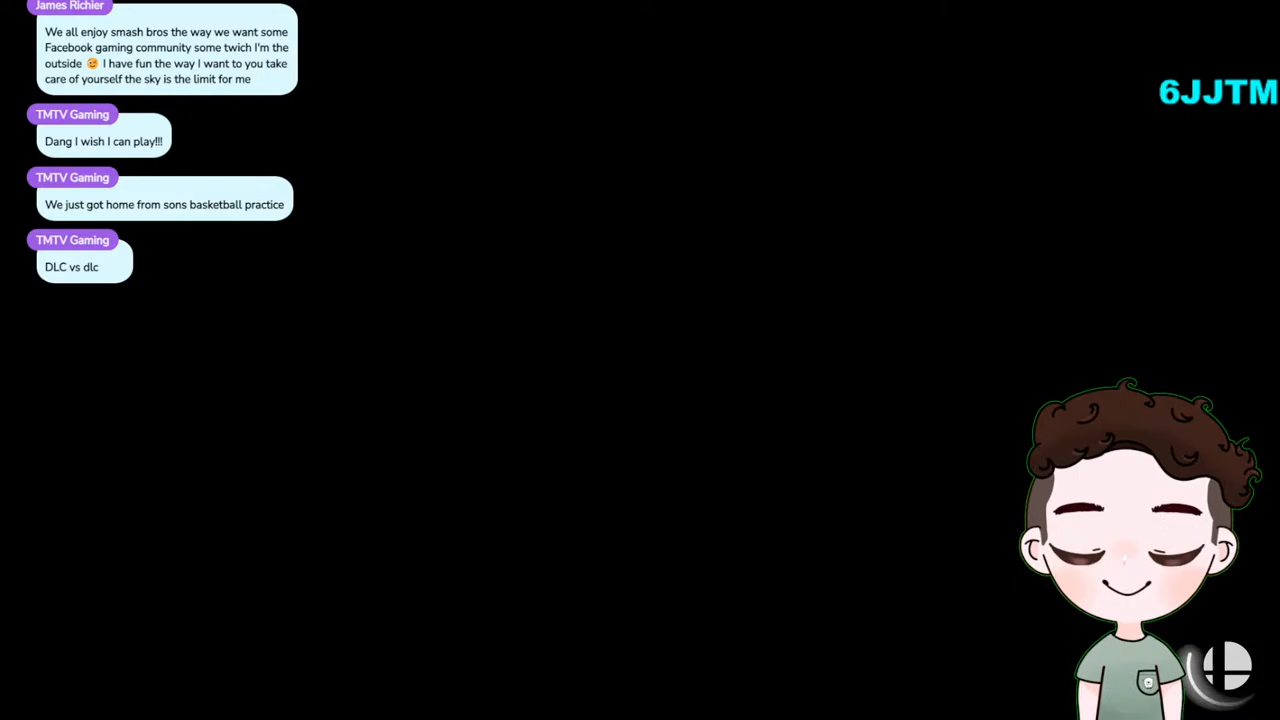 James Richier
We all enjoy smash bros the way we want some
Facebook gaming community some twich I'm the
outside 🥴 I have fun the way I want to you take
care of yourself the sky is the limit for me
TMTV Gaming
Dang I wish I can play!!!
TMTV Gaming
We just got home from sons basketball practice
TMTV Gaming
DLC vs dlc
6JJTM